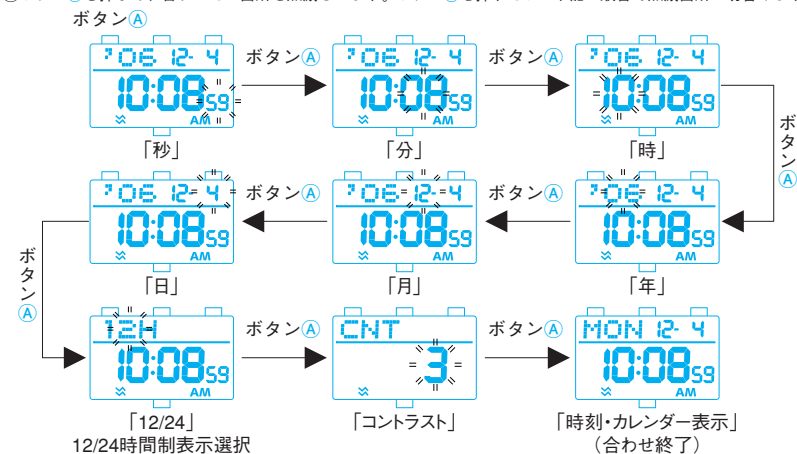 ボタンⒶ
'06 12- 4
10:08 59
AM
「秒」
ボタンⒶ
'06 12- 4
10:08 59
AM
「分」
ボタンⒶ
'06 12- 4
10:08 59
AM
「時」
ボタンⒶ
'06 12- 4
10:08 59
AM
「年」
ボタンⒶ
'06 12- 4
10:08 59
AM
「月」
ボタンⒶ
'06 12- 4
10:08 59
AM
「日」
ボタンⒶ
12H
10:08 59
AM
「12/24」
12/24時間制表示選択
ボタンⒶ
CNT
3
「コントラスト」
ボタンⒶ
MON 12- 4
10:08 59
AM
「時刻・カレンダー表示」
（合わせ終了）